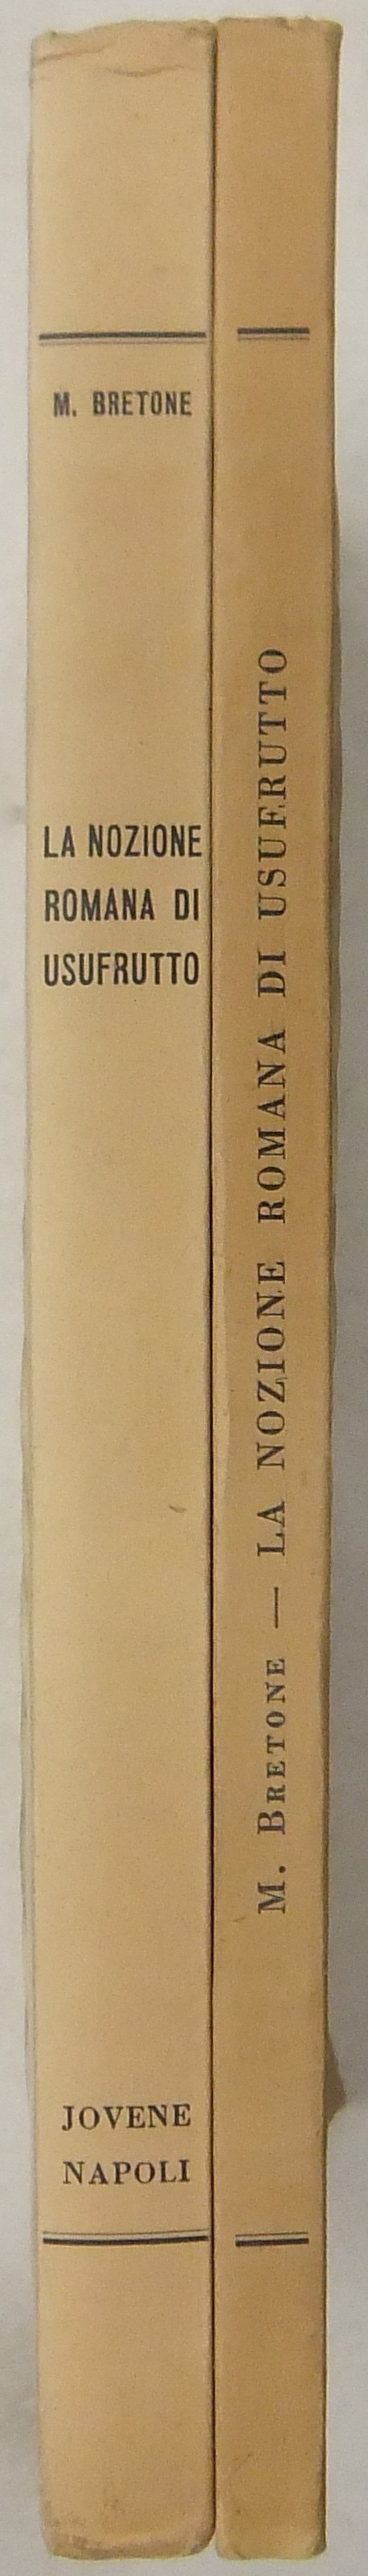 M. BRETONE
LA NOZIONE
ROMANA DI
USUFRUTTO
JOVENE
NAPOLI
M. BRETONE — LA NOZIONE ROMANA DI USUFRUTTO